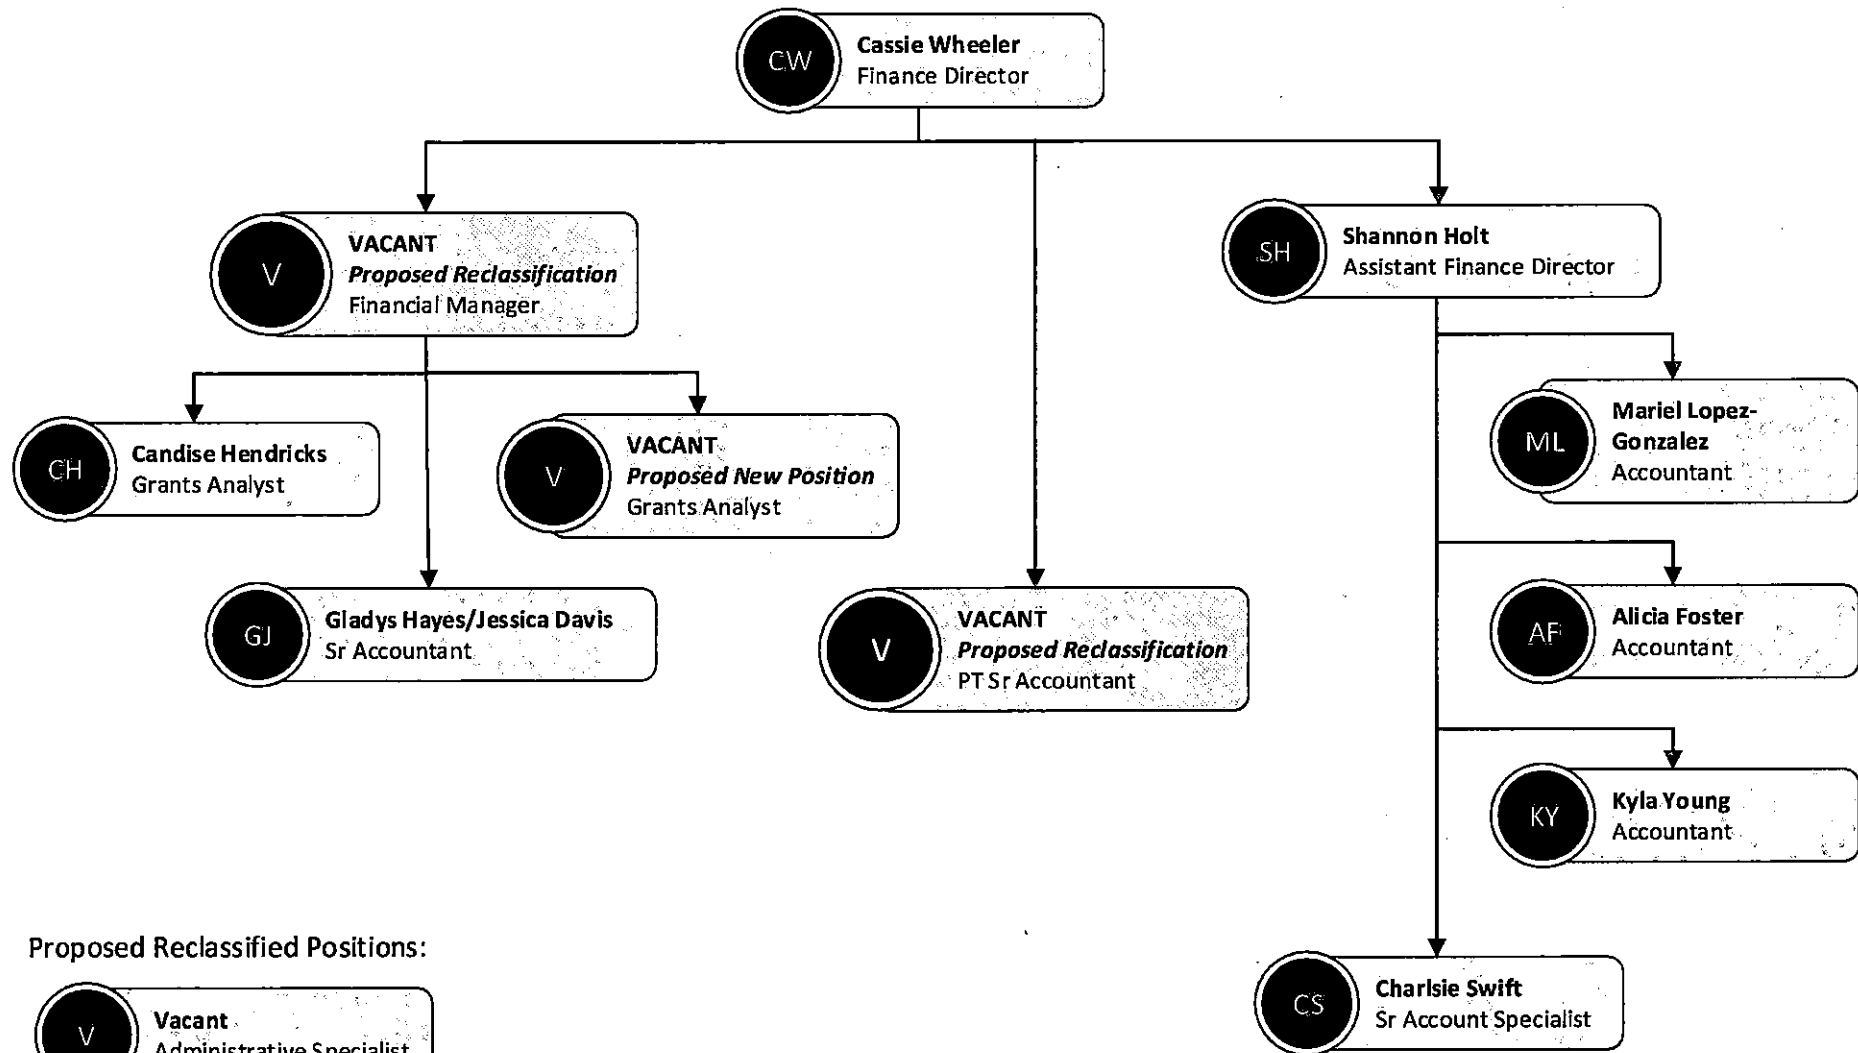 CW
Cassie Wheeler
Finance Director
V
VACANT
Proposed Reclassification
Financial Manager
SH
Shannon Holt
Assistant Finance Director
CH
Candise Hendricks
Grants Analyst
V
VACANT
Proposed New Position
Grants Analyst
ML
Mariel Lopez-
Gonzalez
Accountant
GJ
Gladys Hayes/Jessica Davis
Sr Accountant
V
VACANT
Proposed Reclassification
PT Sr Accountant
AF
Alicia Foster
Accountant
KY
Kyla Young
Accountant
CS
Charlsie Swift
Sr Account Specialist
Proposed Reclassified Positions:
V
Vacant
Administrative Specialist